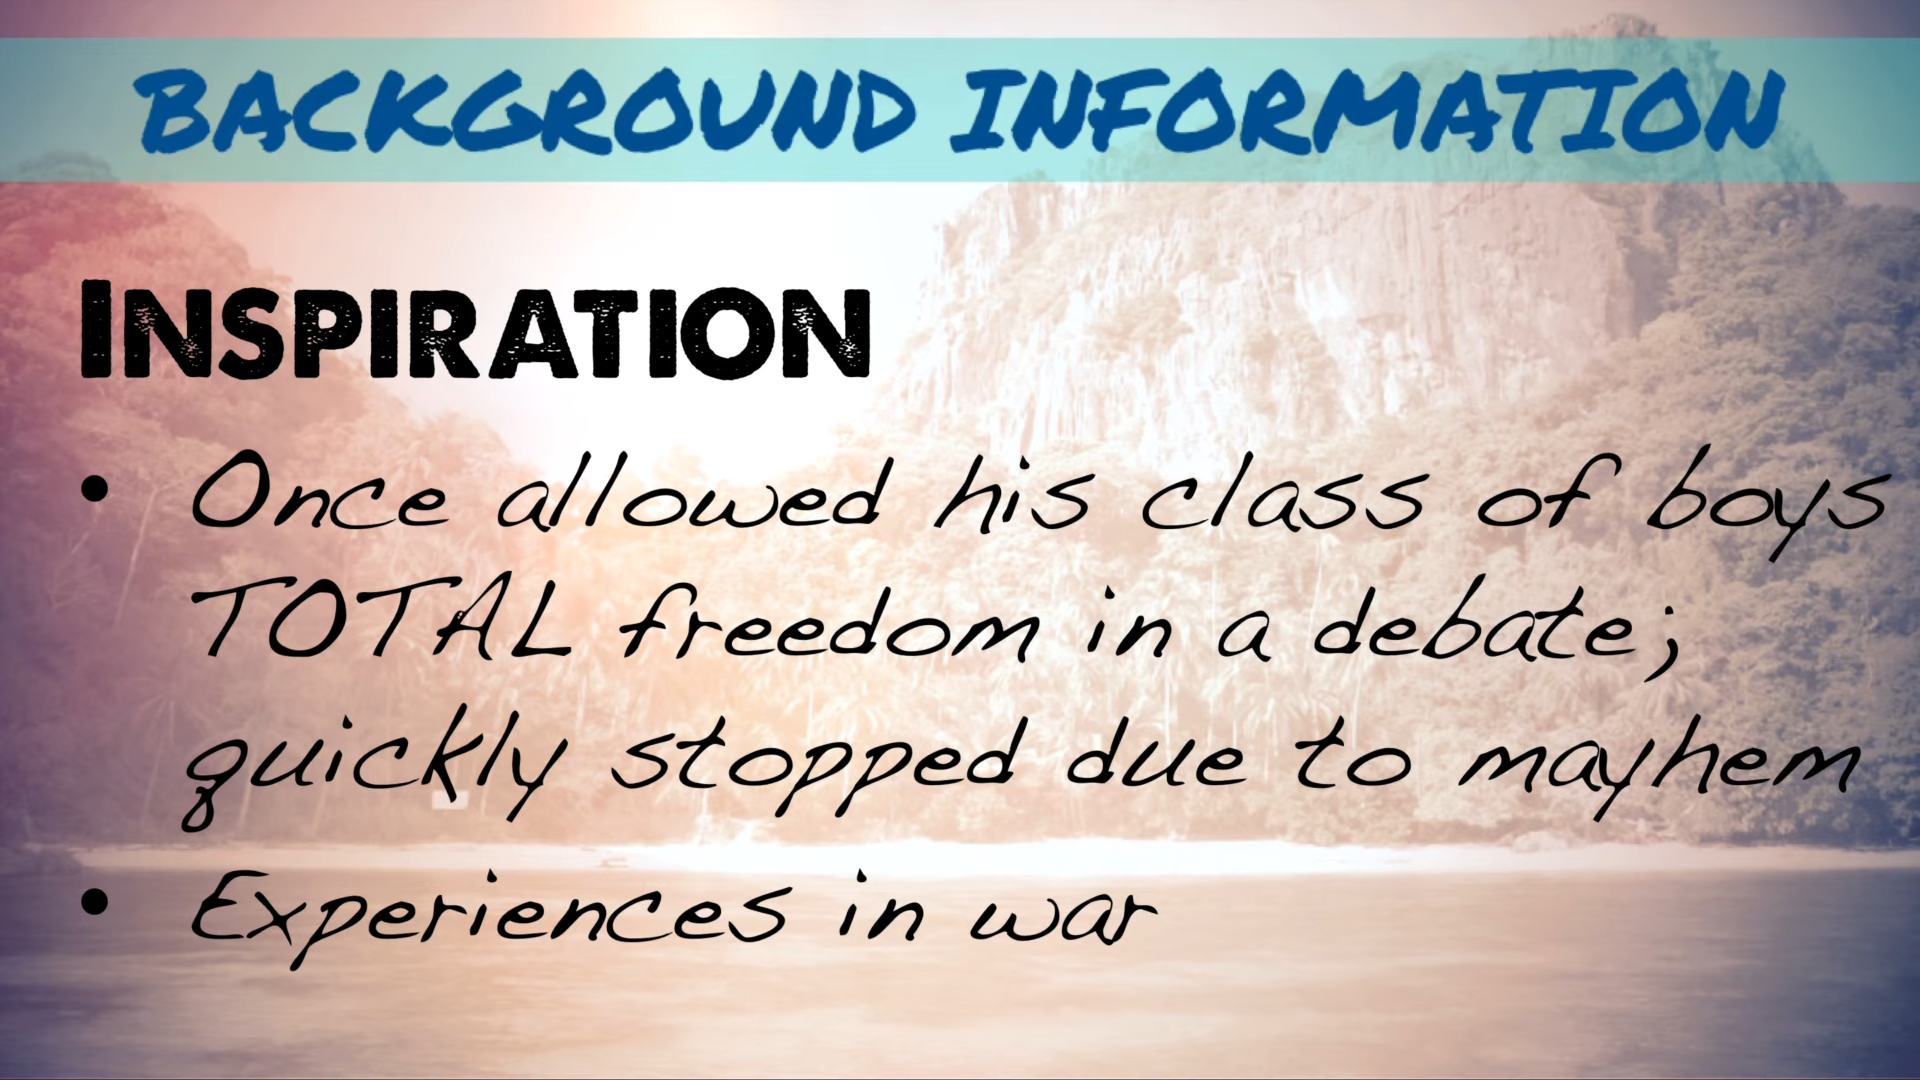 BACKGROUND INFORMATION
INSPIRATION
• Once allowed his class of boys
TOTAL freedom in a debate;
quickly stopped due to mayhem
• Experiences in war